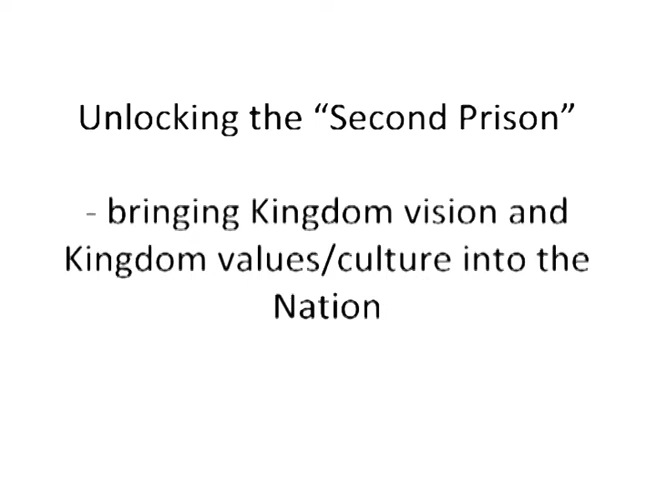 Unlocking the “Second Prison”
- bringing Kingdom vision and
Kingdom values/culture into the
Nation